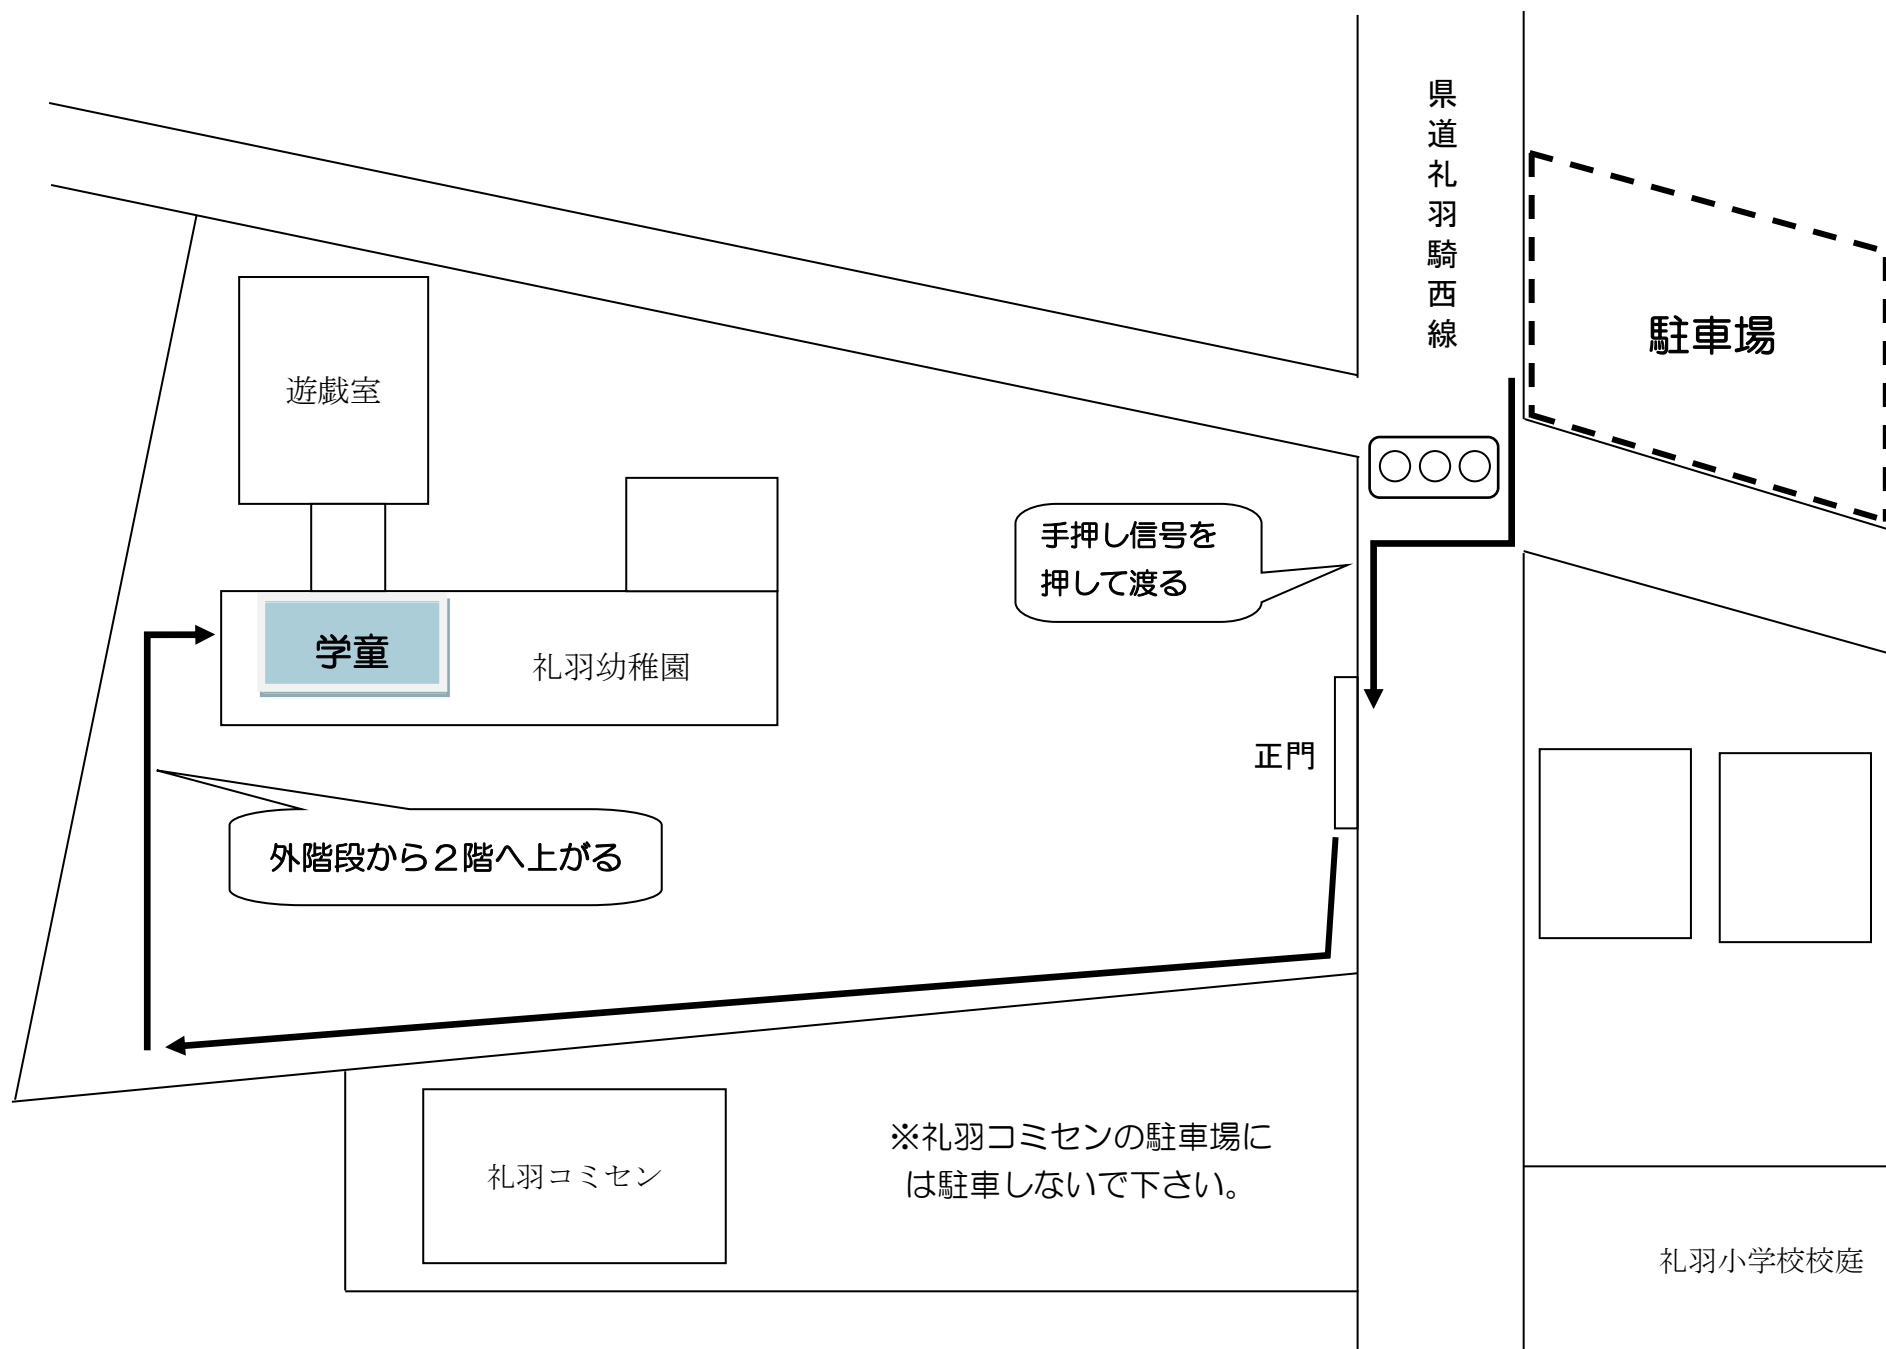 県道礼羽騎西線
駐車場
遊戯室
手押し信号を
押して渡る
学童
礼羽幼稚園
正門
外階段から２階へ上がる
※礼羽コミセンの駐車場に
は駐車しないで下さい。
礼羽コミセン
礼羽小学校校庭